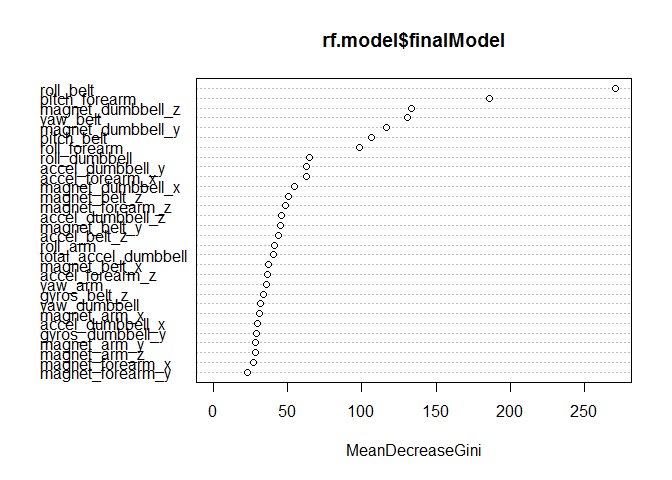 rf.model$finalModel
roll_belt
pitch_forearm
magnet_dumbbell_z
yaw_belt
magnet_dumbbell_y
pitch_belt
roll_forearm
roll_dumbbell
accel_dumbbell_y
accel_forearm_x
magnet_dumbbell_x
magnet_belt_z
magnet_forearm_z
accel_dumbbell_z
magnet_belt_y
accel_belt_z
roll_arm
total_accel_dumbbell
magnet_belt_x
accel_forearm_z
yaw_arm
gyros_belt_z
yaw_dumbbell
magnet_arm_x
accel_dumbbell_x
gyros_dumbbell_y
magnet_arm_y
magnet_arm_z
magnet_forearm_x
magnet_forearm_y
0 50 100 150 200 250
MeanDecreaseGini